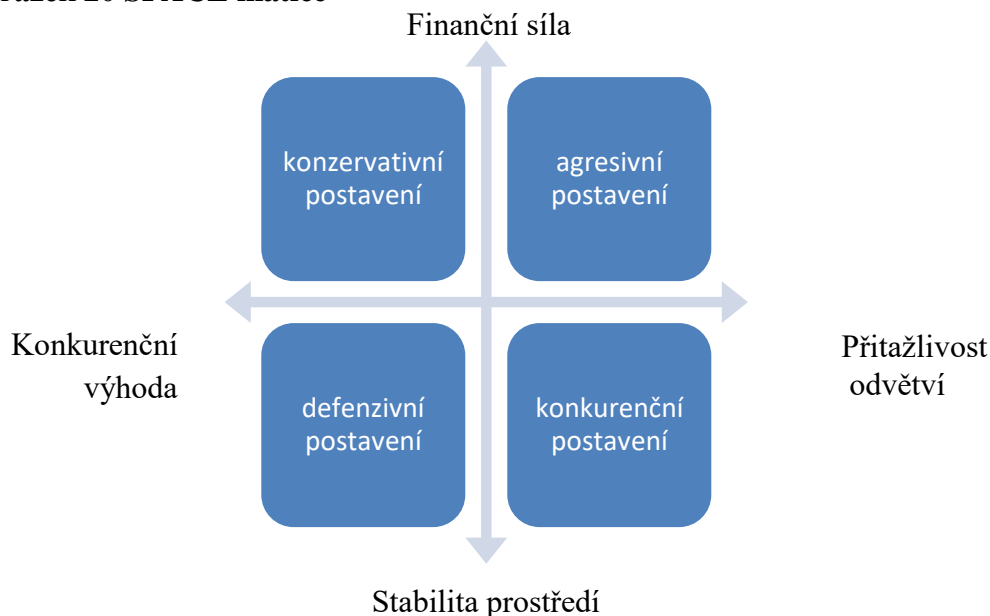 Finanční síla
konzervativní
postavení
agresivní
postavení
Konkurenční
výhoda
Přitažlivost
odvětví
defenzivní
postavení
konkurenční
postavení
Stabilita prostředí